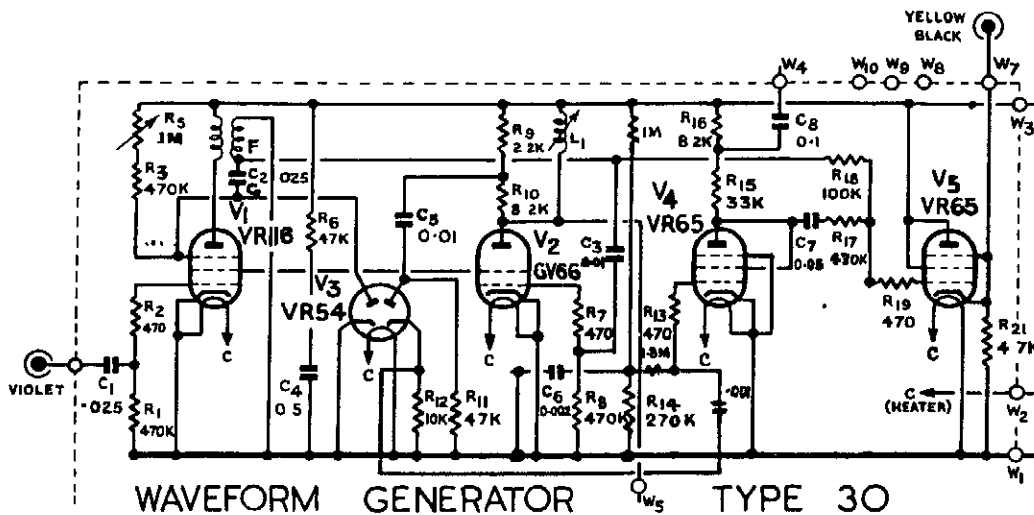 YELLOW
BLACK
W4
W10
W9
W8
W7
R5
.1M
R3
470K
F
C2
.025
G
V1
VR116
R6
47K
R9
2.2K
L1
R10
8.2K
C5
0.01
1M
R16
8.2K
C8
0.1
W3
R15
33K
R18
100K
V4
VR65
V5
VR65
V2
C3
0.01
V3
VR54
C7
0.05
R17
470K
R2
470
R7
470
R13
470
R19
470
C
C
C
C
C
VIOLET
C1
.025
C4
0.5
R12
10K
R11
47K
C6
0.002
R8
470K
1.8M
R14
270K
.001
R21
4.7K
C
(HEATER)
W2
R1
470K
W1
WAVEFORM GENERATOR TYPE 30
W5